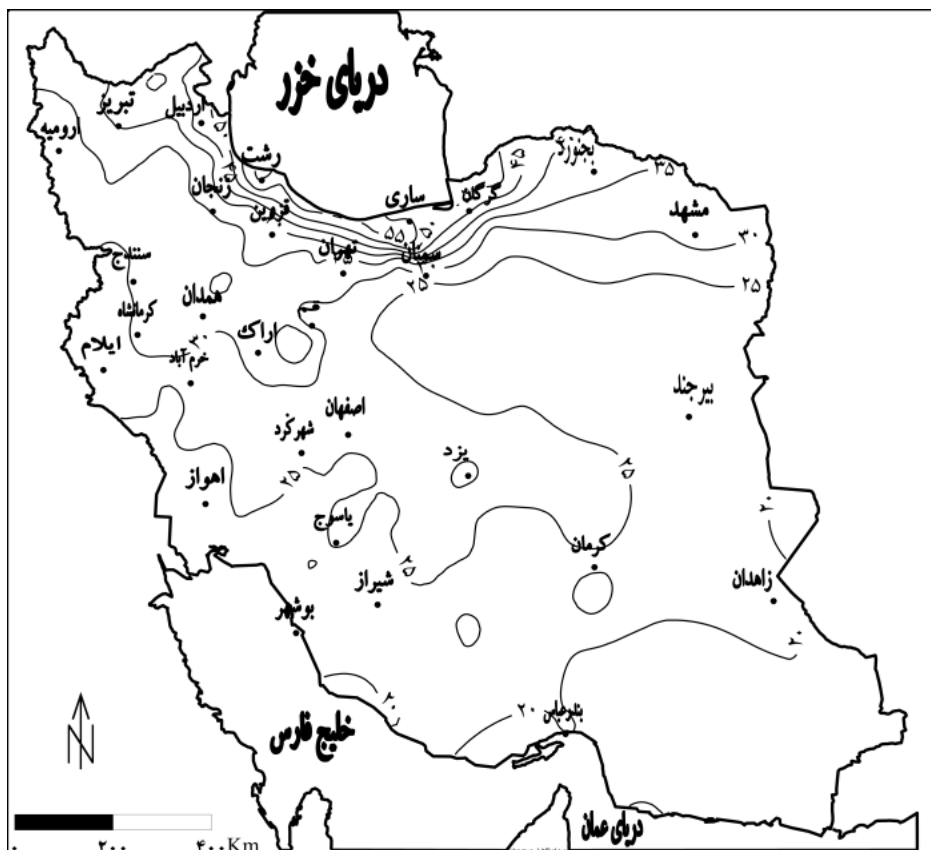 دریای خزر
تبریز
اردبیل
ارومیه
رشت
بجنورد
۴۵
۳۵
زنجان
ساری
گرگان
قزوین
مشهد
۵۵
۵۰
۳۰
تهران
سمنان
سنندج
۲۵
۲۵
همدان
قم
کرمانشاه
اراک
ایلام
۳۰
خرم آباد
بیرجند
اصفهان
شهرکرد
یزد
۲۵
اهواز
۲۵
۲۰
یاسوج
کرمان
۲۵
شیراز
زاهدان
بوشهر
۲۰
۲۰
۲۰
بندرعباس
خلیج فارس
N
دریای عمان
۰ ۲۰۰ ۴۰۰Km